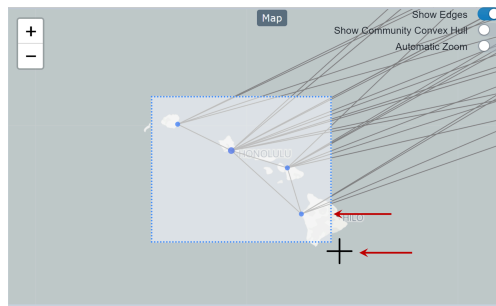 Map
Show Edges
Show Community Convex Hull
Automatic Zoom
+
−
HONOLULU
HILO